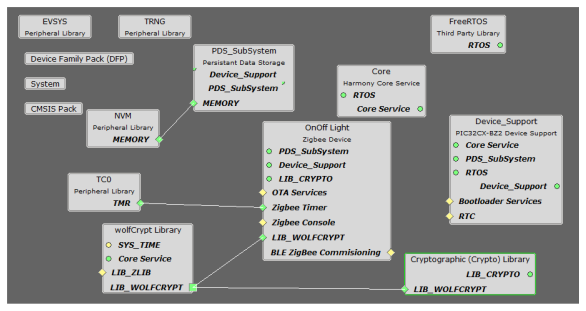 EVSYS
Peripheral Library
TRNG
Peripheral Library
FreeRTOS
Third Party Library
RTOS
Device Family Pack (DFP)
System
CMSIS Pack
PDS_SubSystem
Persistant Data Storage
Device_Support
PDS_SubSystem
MEMORY
Core
Harmony Core Service
RTOS
Core Service
NVM
Peripheral Library
MEMORY
OnOff Light
Zigbee Device
PDS_SubSystem
Device_Support
LIB_CRYPTO
OTA Services
Zigbee Timer
Zigbee Console
LIB_WOLFCRYPT
BLE ZigBee Commisioning
Device_Support
PIC32CX-BZ2 Device Support
Core Service
PDS_SubSystem
RTOS
Device_Support
Bootloader Services
RTC
TC0
Peripheral Library
TMR
wolfCrypt Library
SYS_TIME
Core Service
LIB_ZLIB
LIB_WOLFCRYPT
Cryptographic (Crypto) Library
LIB_CRYPTO
LIB_WOLFCRYPT